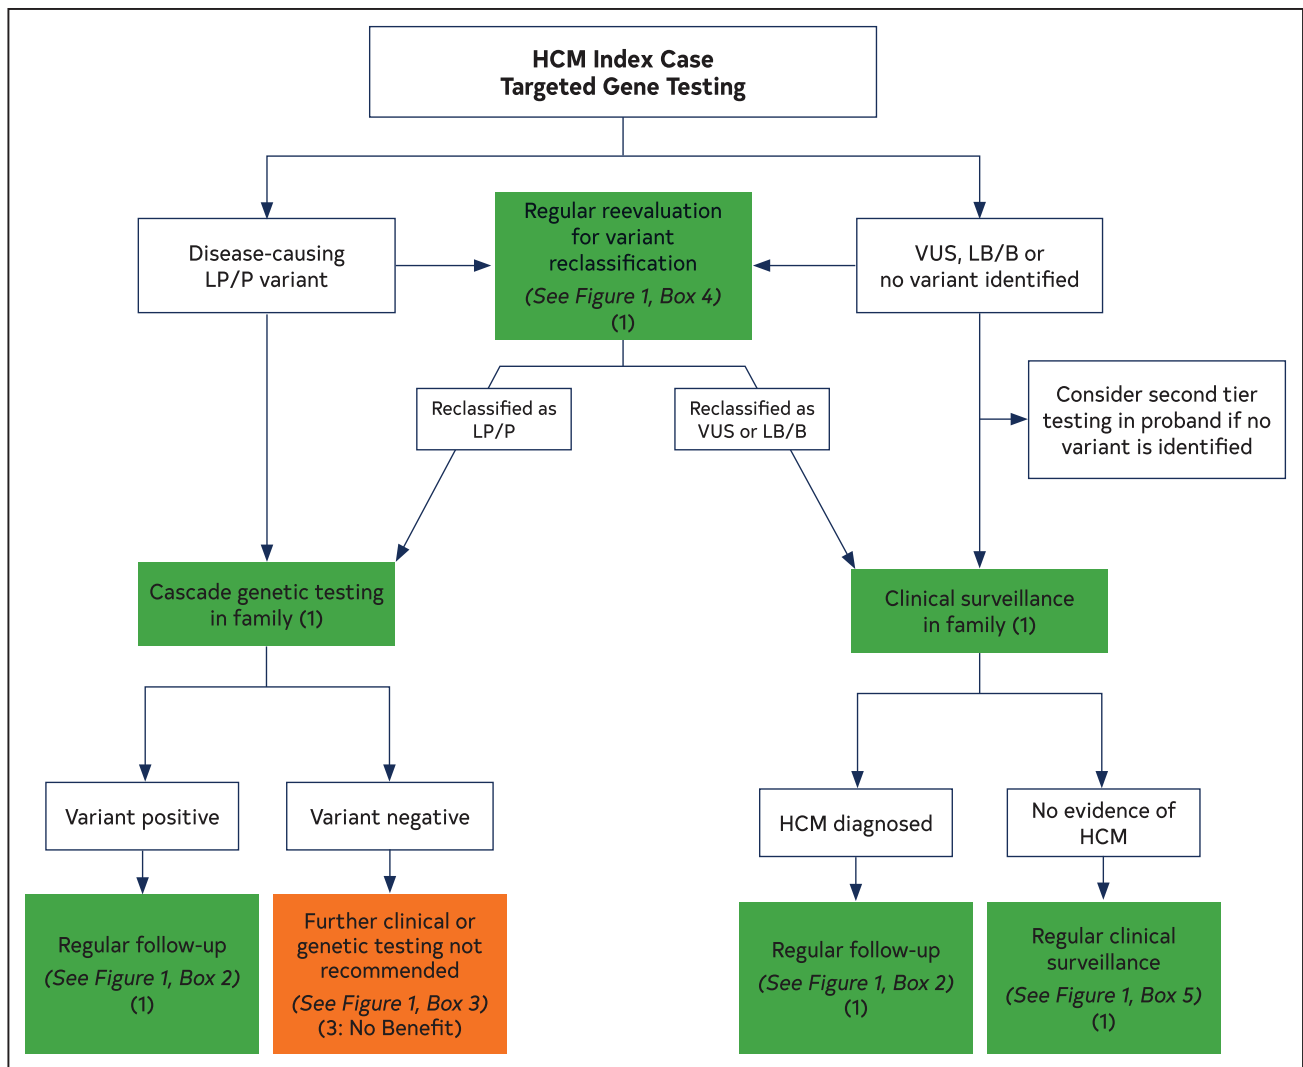 HCM Index Case
Targeted Gene Testing
Disease-causing
LP/P variant
Regular reevaluation
for variant
reclassification
(See Figure 1, Box 4)
(1)
VUS, LB/B or
no variant identified
Reclassified as
LP/P
Reclassified as
VUS or LB/B
Consider second tier
testing in proband if no
variant is identified
Cascade genetic testing
in family (1)
Clinical surveillance
in family (1)
Variant positive
Variant negative
HCM diagnosed
No evidence of
HCM
Regular follow-up
(See Figure 1, Box 2)
(1)
Further clinical or
genetic testing not
recommended
(See Figure 1, Box 3)
(3: No Benefit)
Regular follow-up
(See Figure 1, Box 2)
(1)
Regular clinical
surveillance
(See Figure 1, Box 5)
(1)